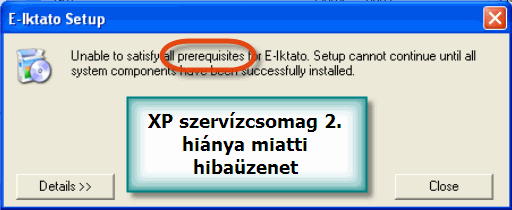 E-Iktato Setup
Unable to satisfy all prerequisites for E-Iktato. Setup cannot continue until all
system components have been successfully installed.
XP szervízcsomag 2.
hiánya miatti
hibaüzenet
Details >>
Close